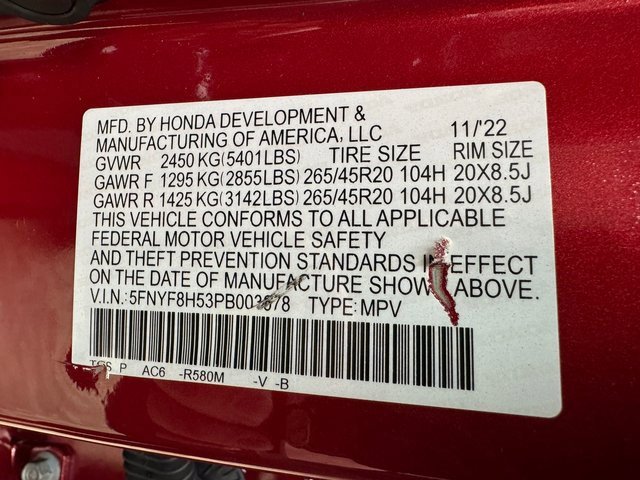 MFD. BY HONDA DEVELOPMENT &
MANUFACTURING OF AMERICA, LLC 11/'22
GVWR 2450 KG(5401LBS) TIRE SIZE RIM SIZE
GAWR F 1295 KG(2855LBS) 265/45R20 104H 20X8.5J
GAWR R 1425 KG(3142LBS) 265/45R20 104H 20X8.5J
THIS VEHICLE CONFORMS TO ALL APPLICABLE
FEDERAL MOTOR VEHICLE SAFETY
AND THEFT PREVENTION STANDARDS IN EFFECT
ON THE DATE OF MANUFACTURE SHOWN ABOVE.
V.I.N.: TYPE: MPV
AC6 -R580M -V -B